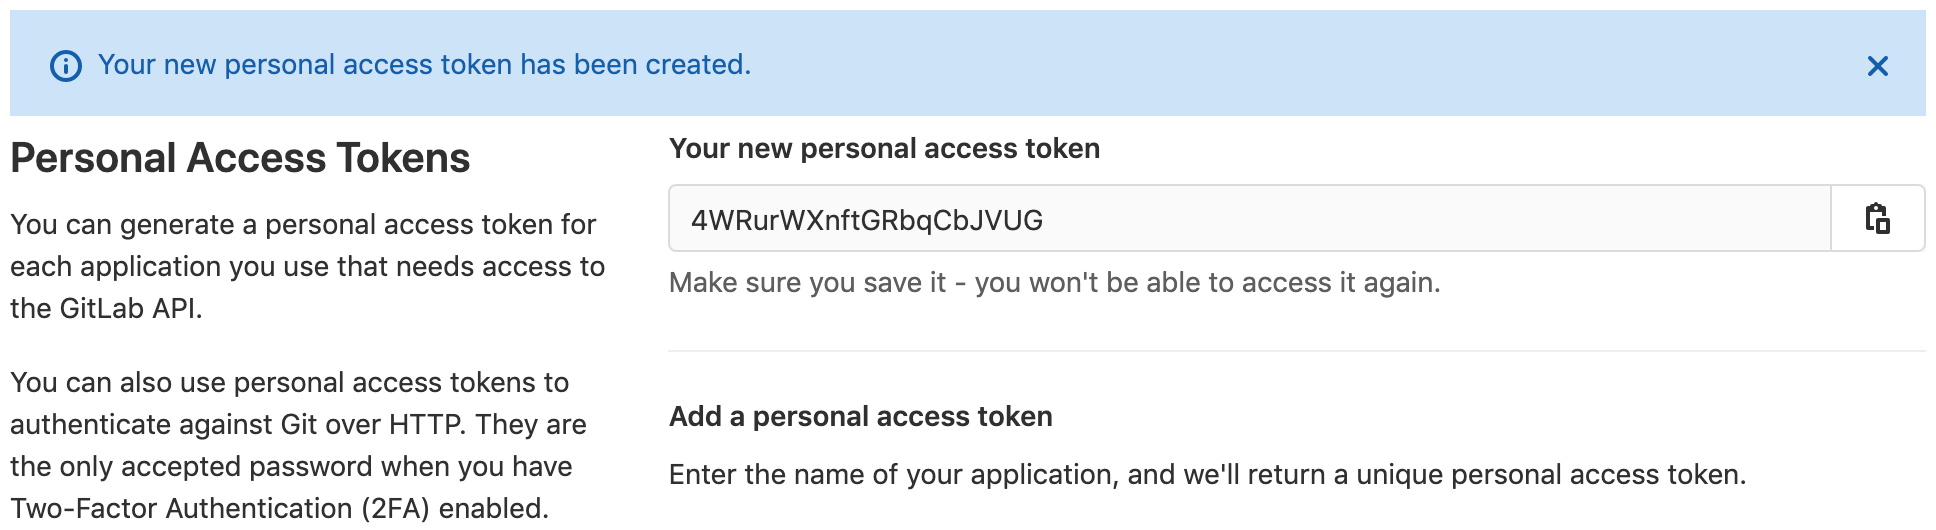 Your new personal access token has been created.
Personal Access Tokens
You can generate a personal access token for
each application you use that needs access to
the GitLab API.
You can also use personal access tokens to
authenticate against Git over HTTP. They are
the only accepted password when you have
Two-Factor Authentication (2FA) enabled.
Your new personal access token
4WRurWXnftGRbqCbJVUG
Make sure you save it - you won't be able to access it again.
Add a personal access token
Enter the name of your application, and we'll return a unique personal access token.